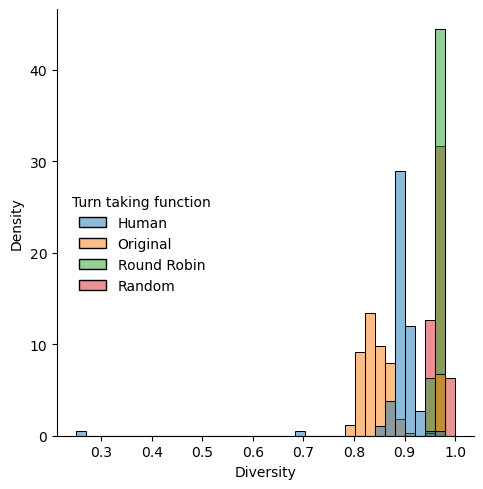 40
30
20
10
0
Density
Turn taking function
Human
Original
Round Robin
Random
0.3 0.4 0.5 0.6 0.7 0.8 0.9 1.0
Diversity